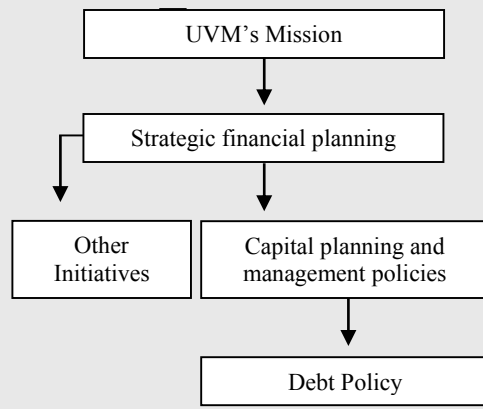 UVM’s Mission
Strategic financial planning
Other
Initiatives
Capital planning and
management policies
Debt Policy